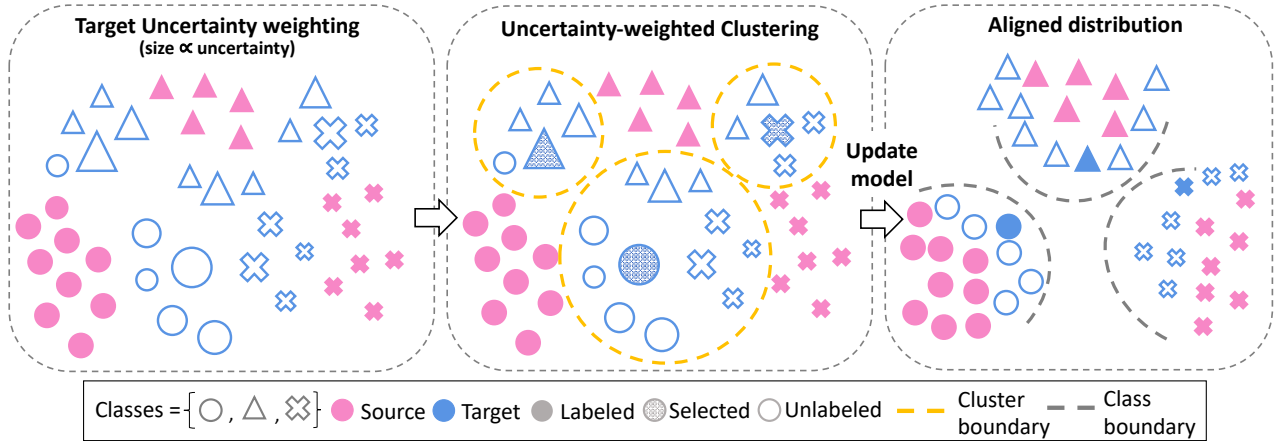 Target Uncertainty weighting
(size ∝ uncertainty)
Uncertainty-weighted Clustering
Aligned distribution
Update
model
Classes = { , , }
Source
Target
Labeled
Selected
Unlabeled
Cluster
boundary
Class
boundary